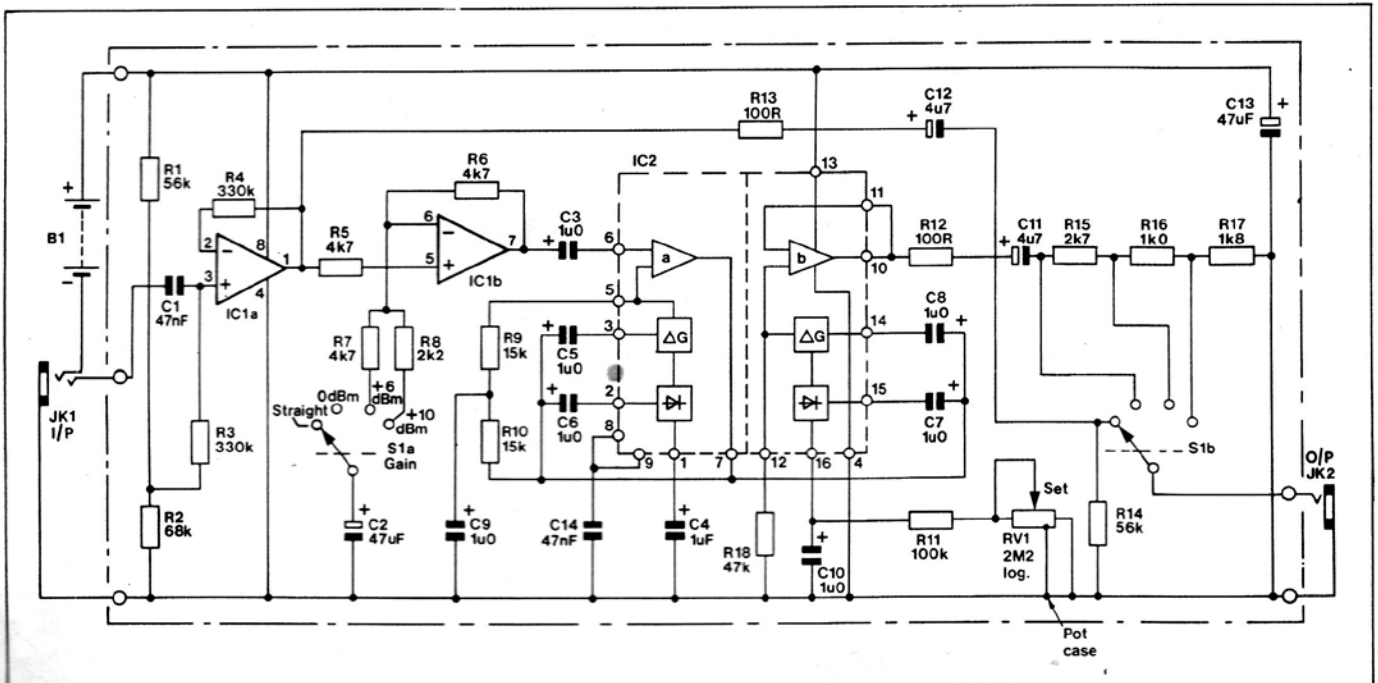 R13
100R
C12
4u7
+
C13
47uF
+
R1
56k
R4
330k
R6
4k7
IC2
13
11
+
B1
−
2
−
8
3
+
1
4
IC1a
R5
4k7
6
−
5
+
7
IC1b
+
C3
1u0
6
a
b
10
R12
100R
+
C11
4u7
R15
2k7
R16
1k0
R17
1k8
C1
47nF
R7
4k7
R8
2k2
R9
15k
5
+
C5
1u0
3
ΔG
ΔG
14
C8
1u0
+
JK1
I/P
R3
330k
Straight
0dBm
+6
dBm
+10
dBm
S1a
Gain
R10
15k
+
C6
1u0
2
8
15
C7
1u0
+
9
1
7
12
16
4
S1b
O/P
JK2
R2
68k
C2
47uF
+
C9
1u0
+
C14
47nF
C4
1uF
+
R18
47k
C10
1u0
+
R11
100k
Set
RV1
2M2
log.
R14
56k
Pot
case